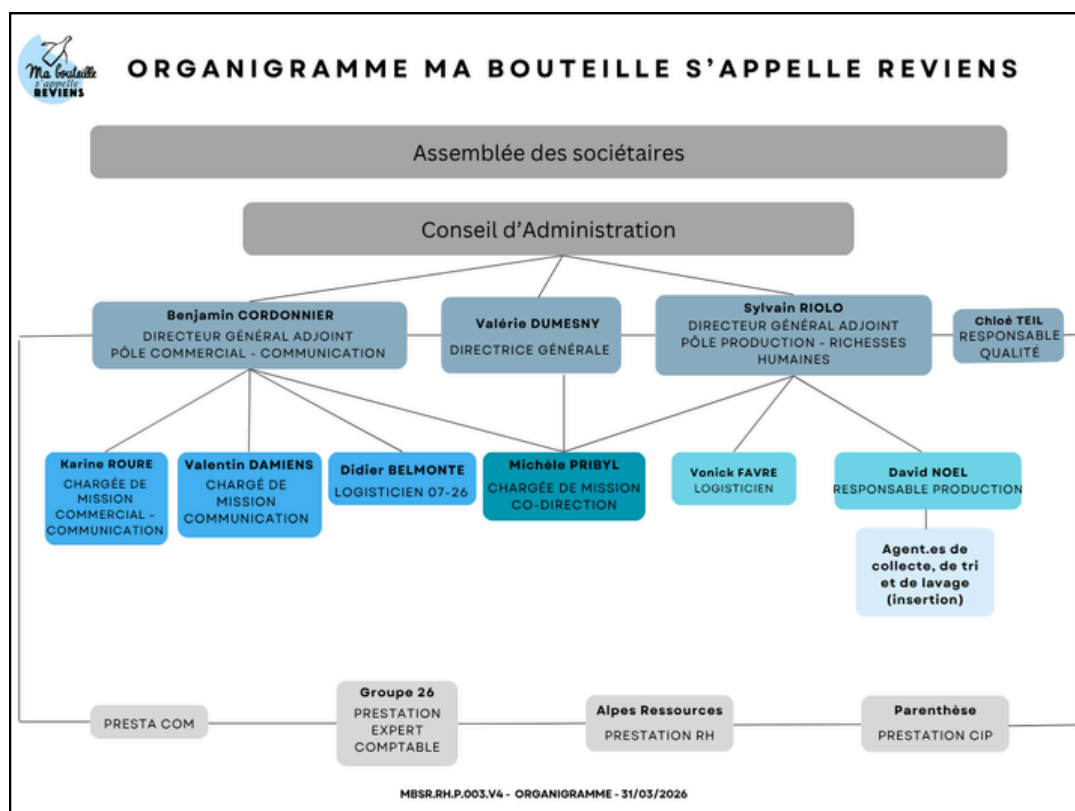 Ma bouteille
s'appelle
REVIENS
ORGANIGRAMME MA BOUTEILLE S'APPELLE REVIENS
Assemblée des sociétaires
Conseil d'Administration
Benjamin CORDONNIER
DIRECTEUR GÉNÉRAL ADJOINT
PÔLE COMMERCIAL - COMMUNICATION
Valérie DUMESNY
DIRECTRICE GÉNÉRALE
Sylvain RIOLO
DIRECTEUR GÉNÉRAL ADJOINT
PÔLE PRODUCTION - RICHESSES
HUMAINES
Chloé TEIL
RESPONSABLE
QUALITÉ
Karine ROURE
CHARGÉE DE
MISSION
COMMERCIAL -
COMMUNICATION
Valentin DAMIENS
CHARGÉ DE
MISSION
COMMUNICATION
Didier BELMONTE
LOGISTICIEN 07-26
Michèle PRIBYL
CHARGÉE DE MISSION
CO-DIRECTION
Vonick FAVRE
LOGISTICIEN
David NOEL
RESPONSABLE PRODUCTION
Agent.es de
collecte, de tri
et de lavage
(insertion)
PRESTA COM
Groupe 26
PRESTATION
EXPERT
COMPTABLE
Alpes Ressources
PRESTATION RH
Parenthèse
PRESTATION CIP
MBSR.RH.P.003.V4 - ORGANIGRAMME - 31/03/2026